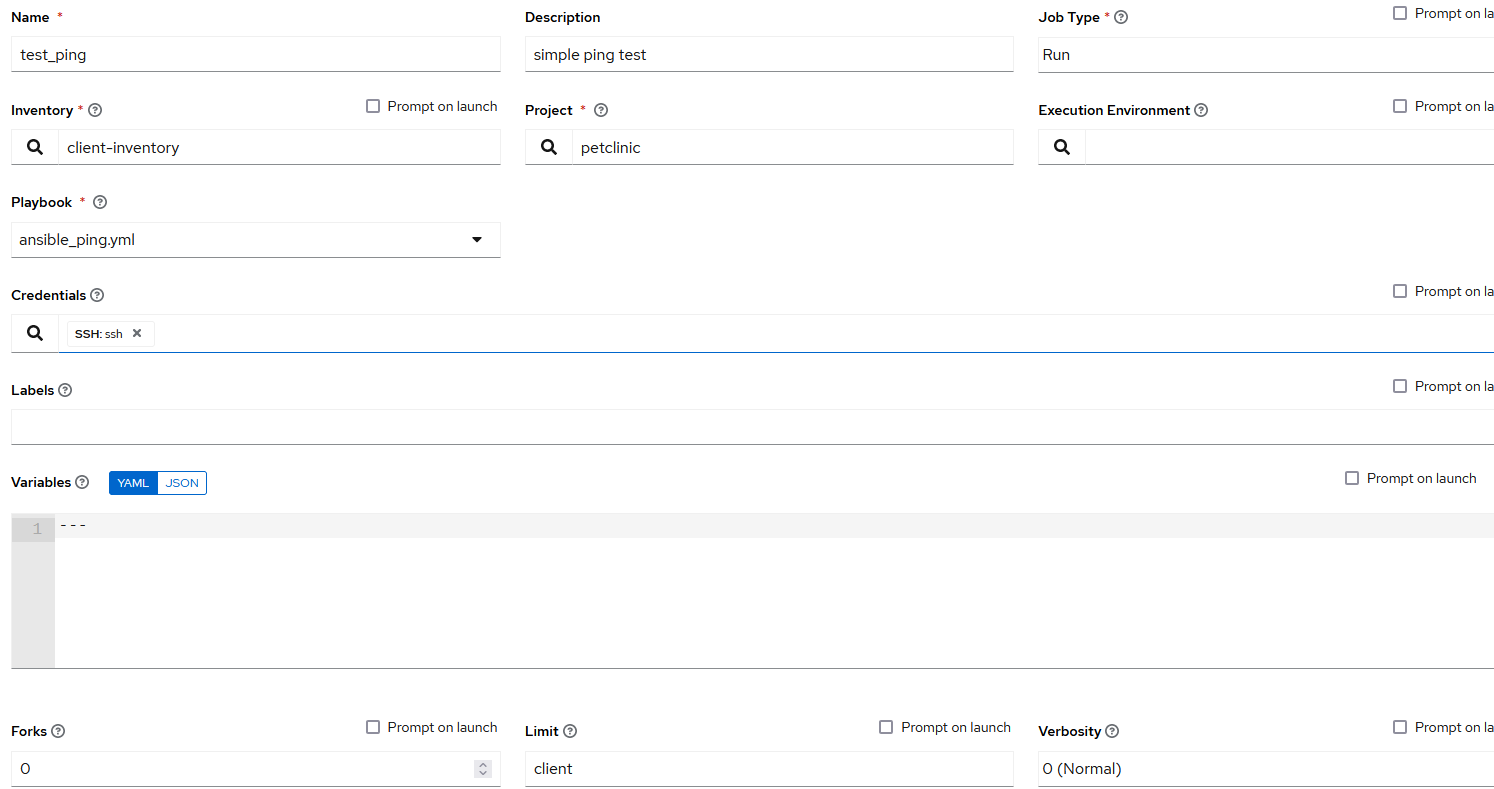 Name *
Description
Job Type *
Prompt on la
test_ping
simple ping test
Run
Inventory *
Prompt on launch
Project *
Execution Environment
Prompt on la
client-inventory
petclinic
Playbook *
ansible_ping.yml
Credentials
Prompt on la
SSH: ssh
Labels
Prompt on la
Variables
YAML
JSON
Prompt on launch
1
---
Forks
Prompt on launch
Limit
Prompt on launch
Verbosity
Prompt on la
0
client
0 (Normal)